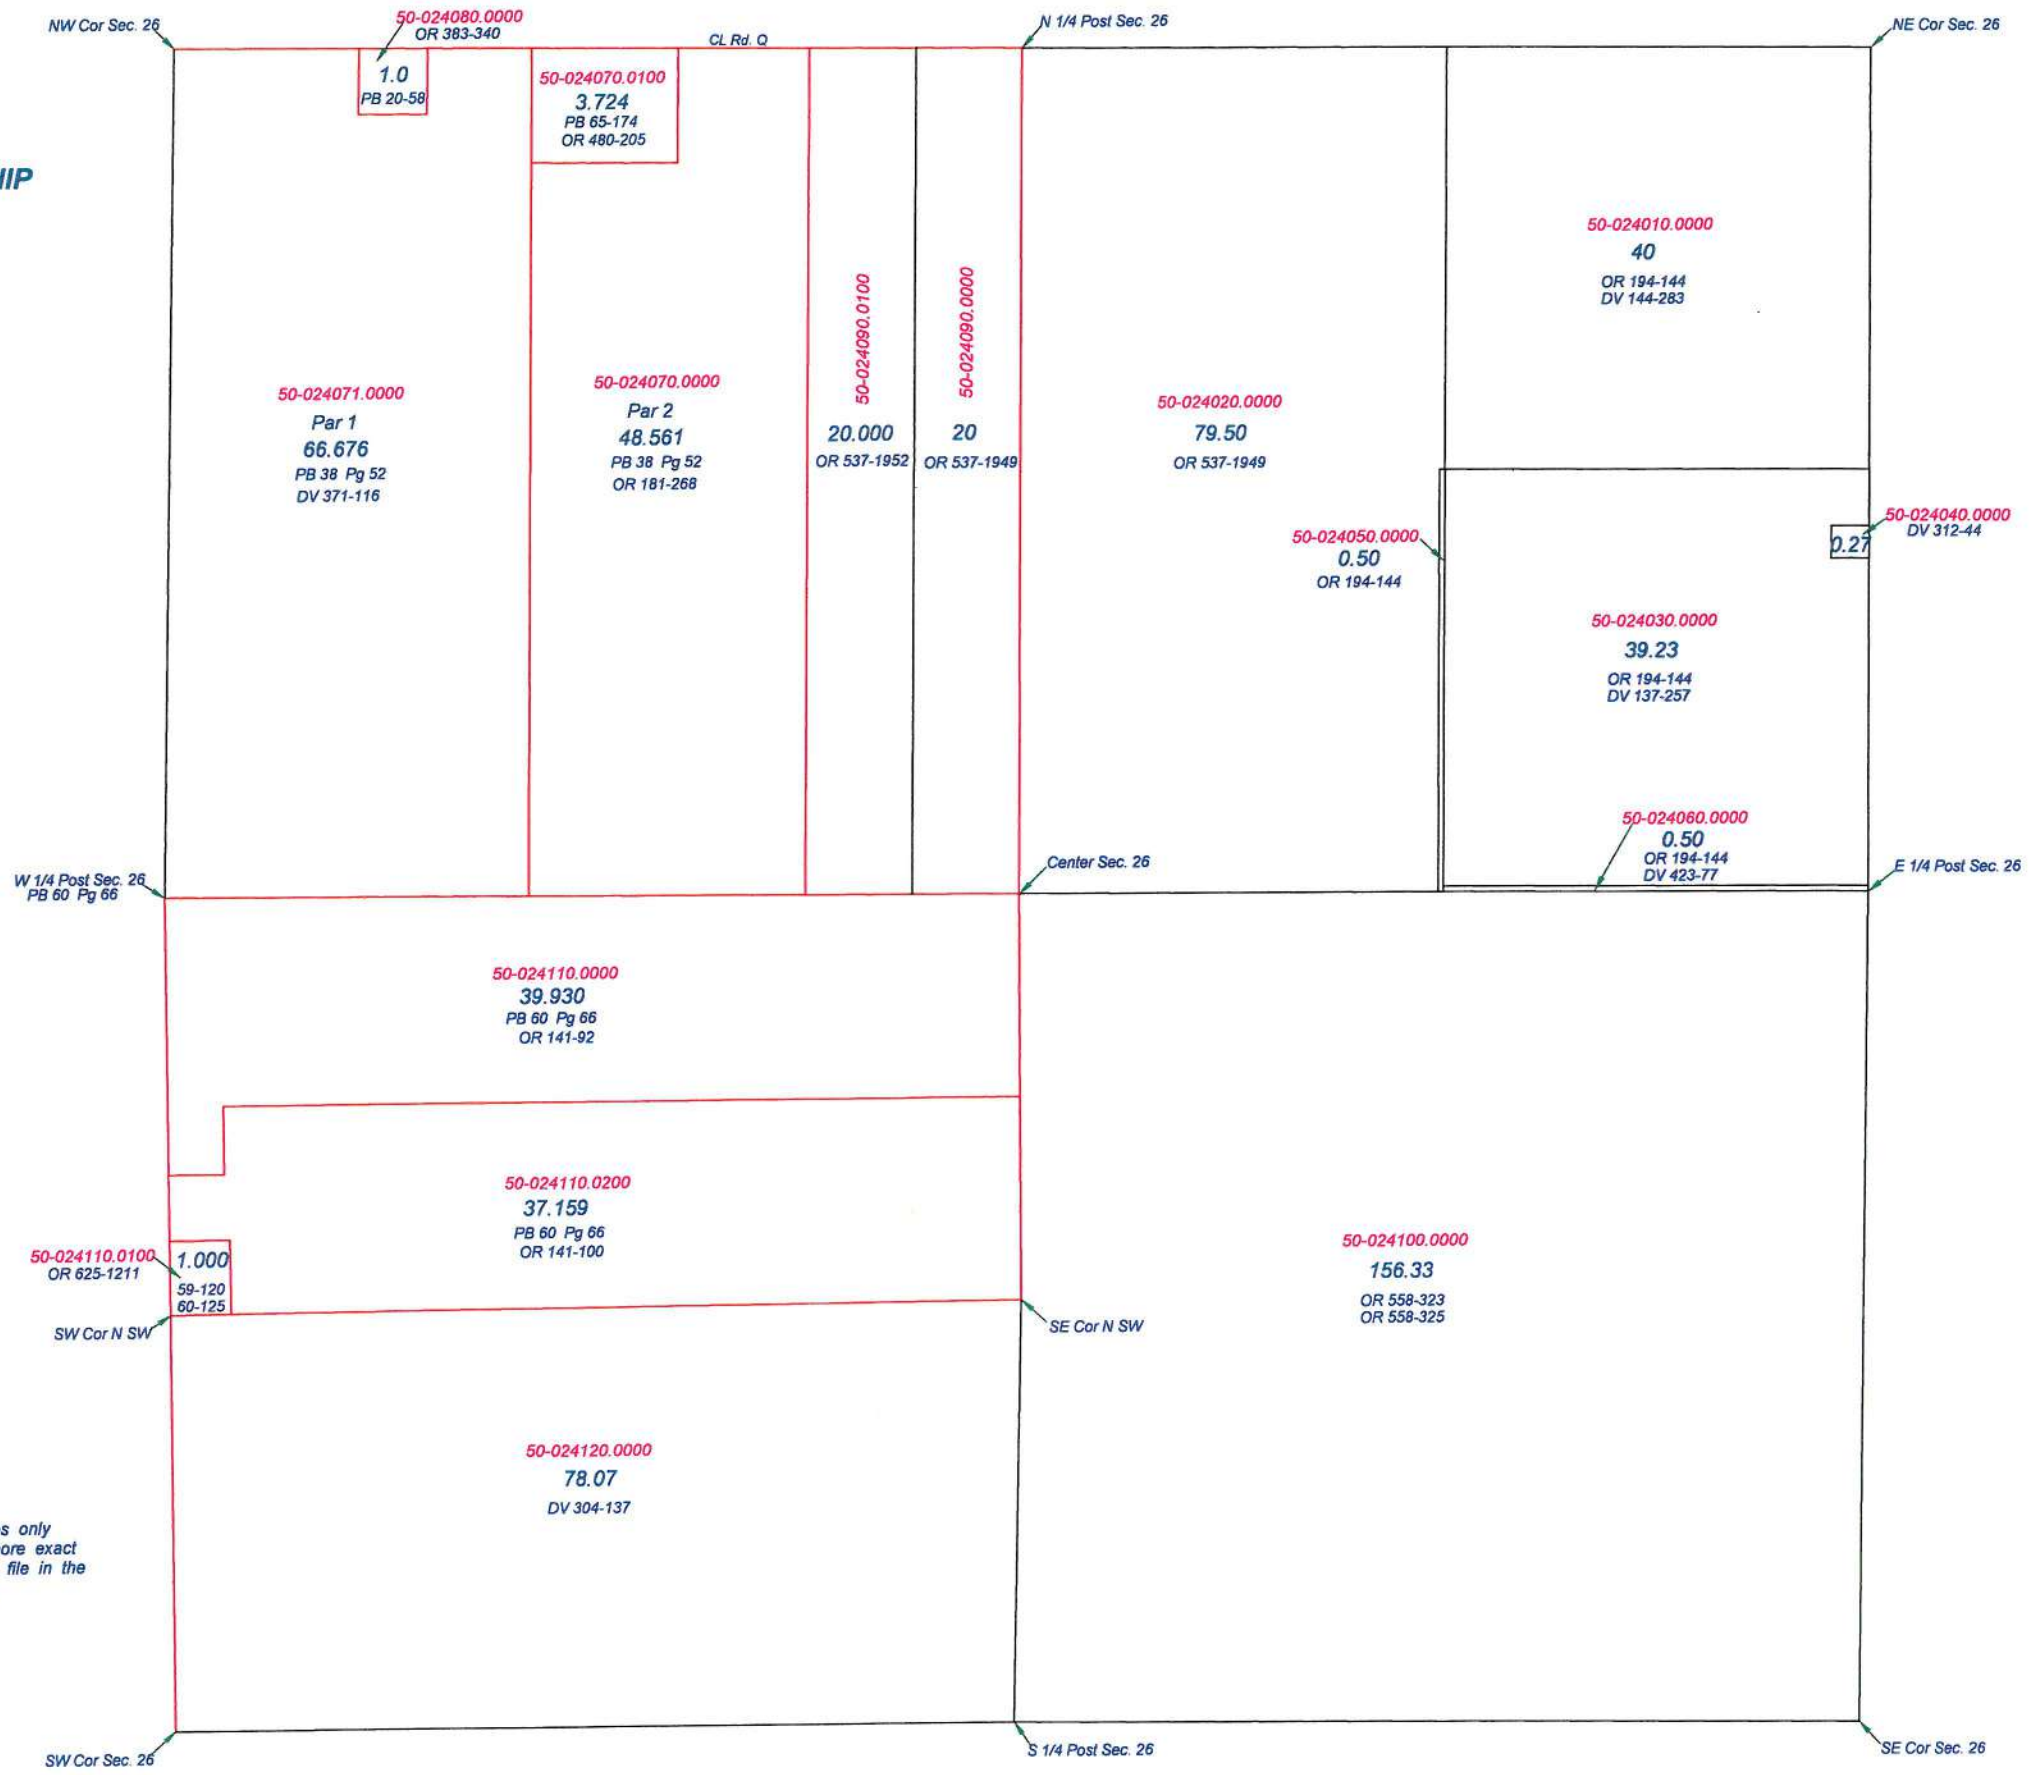 NW Cor Sec. 26
50-024080.0000
OR 383-340
CL Rd. Q
N 1/4 Post Sec. 26
NE Cor Sec. 26
1.0
PB 20-58
50-024070.0100
3.724
PB 65-174
OR 480-205
HIP
50-024010.0000
40
OR 194-144
DV 144-283
50-024071.0000
Par 1
66.676
PB 38 Pg 52
DV 371-116
50-024070.0000
Par 2
48.561
PB 38 Pg 52
OR 181-268
50-024090.0100
20.000
OR 537-1952
50-024090.0000
20
OR 537-1949
50-024020.0000
79.50
OR 537-1949
50-024050.0000
0.50
OR 194-144
50-024040.0000
DV 312-44
0.27
50-024030.0000
39.23
OR 194-144
DV 137-257
50-024060.0000
0.50
OR 194-144
DV 423-77
W 1/4 Post Sec. 26
PB 60 Pg 66
Center Sec. 26
E 1/4 Post Sec. 26
50-024110.0000
39.930
PB 60 Pg 66
OR 141-92
50-024110.0200
37.159
PB 60 Pg 66
OR 141-100
50-024110.0100
OR 625-1211
1.000
59-120
60-125
SW Cor N SW
SE Cor N SW
50-024100.0000
156.33
OR 558-323
OR 558-325
50-024120.0000
78.07
DV 304-137
s only
ore exact
file in the
SW Cor Sec. 26
S 1/4 Post Sec. 26
SE Cor Sec. 26